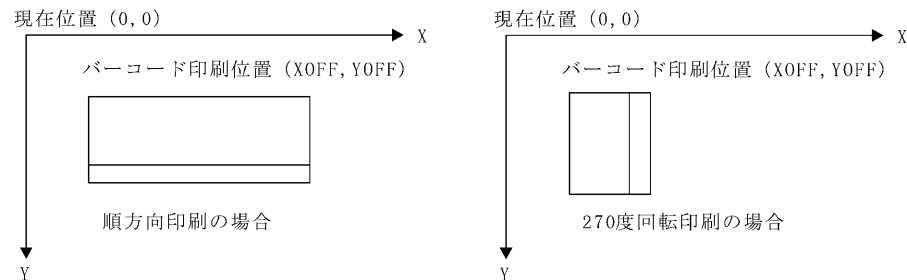 現在位置 (0,0)
X
バーコード印刷位置 (XOFF,YOFF)
順方向印刷の場合
Y
現在位置 (0,0)
X
バーコード印刷位置 (XOFF,YOFF)
270度回転印刷の場合
Y